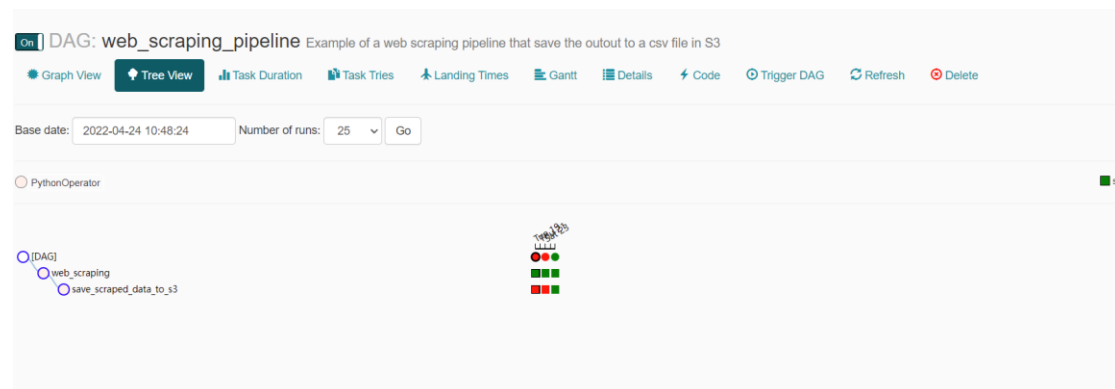 On DAG: web_scraping_pipeline Example of a web scraping pipeline that save the outout to a csv file in S3
Graph View Tree View Task Duration Task Tries Landing Times Gantt Details Code Trigger DAG Refresh Delete
Base date: 2022-04-24 10:48:24 Number of runs: 25 Go
PythonOperator
[DAG]
web_scraping
save_scraped_data_to_s3